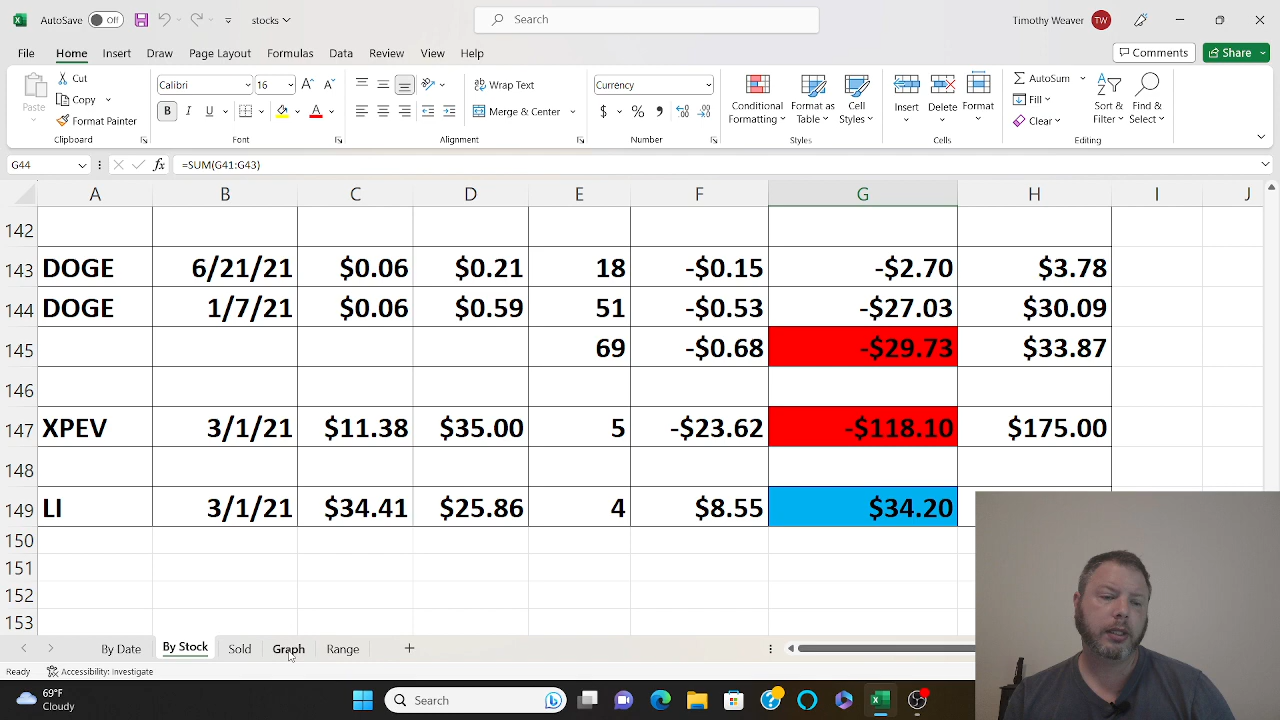 AutoSave Off stocks Search Timothy Weaver TW
File Home Insert Draw Page Layout Formulas Data Review View Help Comments Share
Paste Cut Copy Format Painter Clipboard
Calibri 16 A A B I U A Font
Wrap Text Merge & Center Alignment
Currency $ % , Number
Conditional Formatting Format as Table Cell Styles Styles
Insert Delete Format Cells
AutoSum Fill Clear Sort & Filter Find & Select Editing
G44 fx =SUM(G41:G43)
A B C D E F G H I J
142
143 DOGE 6/21/21 $0.06 $0.21 18 -$0.15 -$2.70 $3.78
144 DOGE 1/7/21 $0.06 $0.59 51 -$0.53 -$27.03 $30.09
145 69 -$0.68 -$29.73 $33.87
146
147 XPEV 3/1/21 $11.38 $35.00 5 -$23.62 -$118.10 $175.00
148
149 LI 3/1/21 $34.41 $25.86 4 $8.55 $34.20
150
151
152
153
By Date By Stock Sold Graph Range +
Ready Accessibility: Investigate
69°F
Cloudy
Search